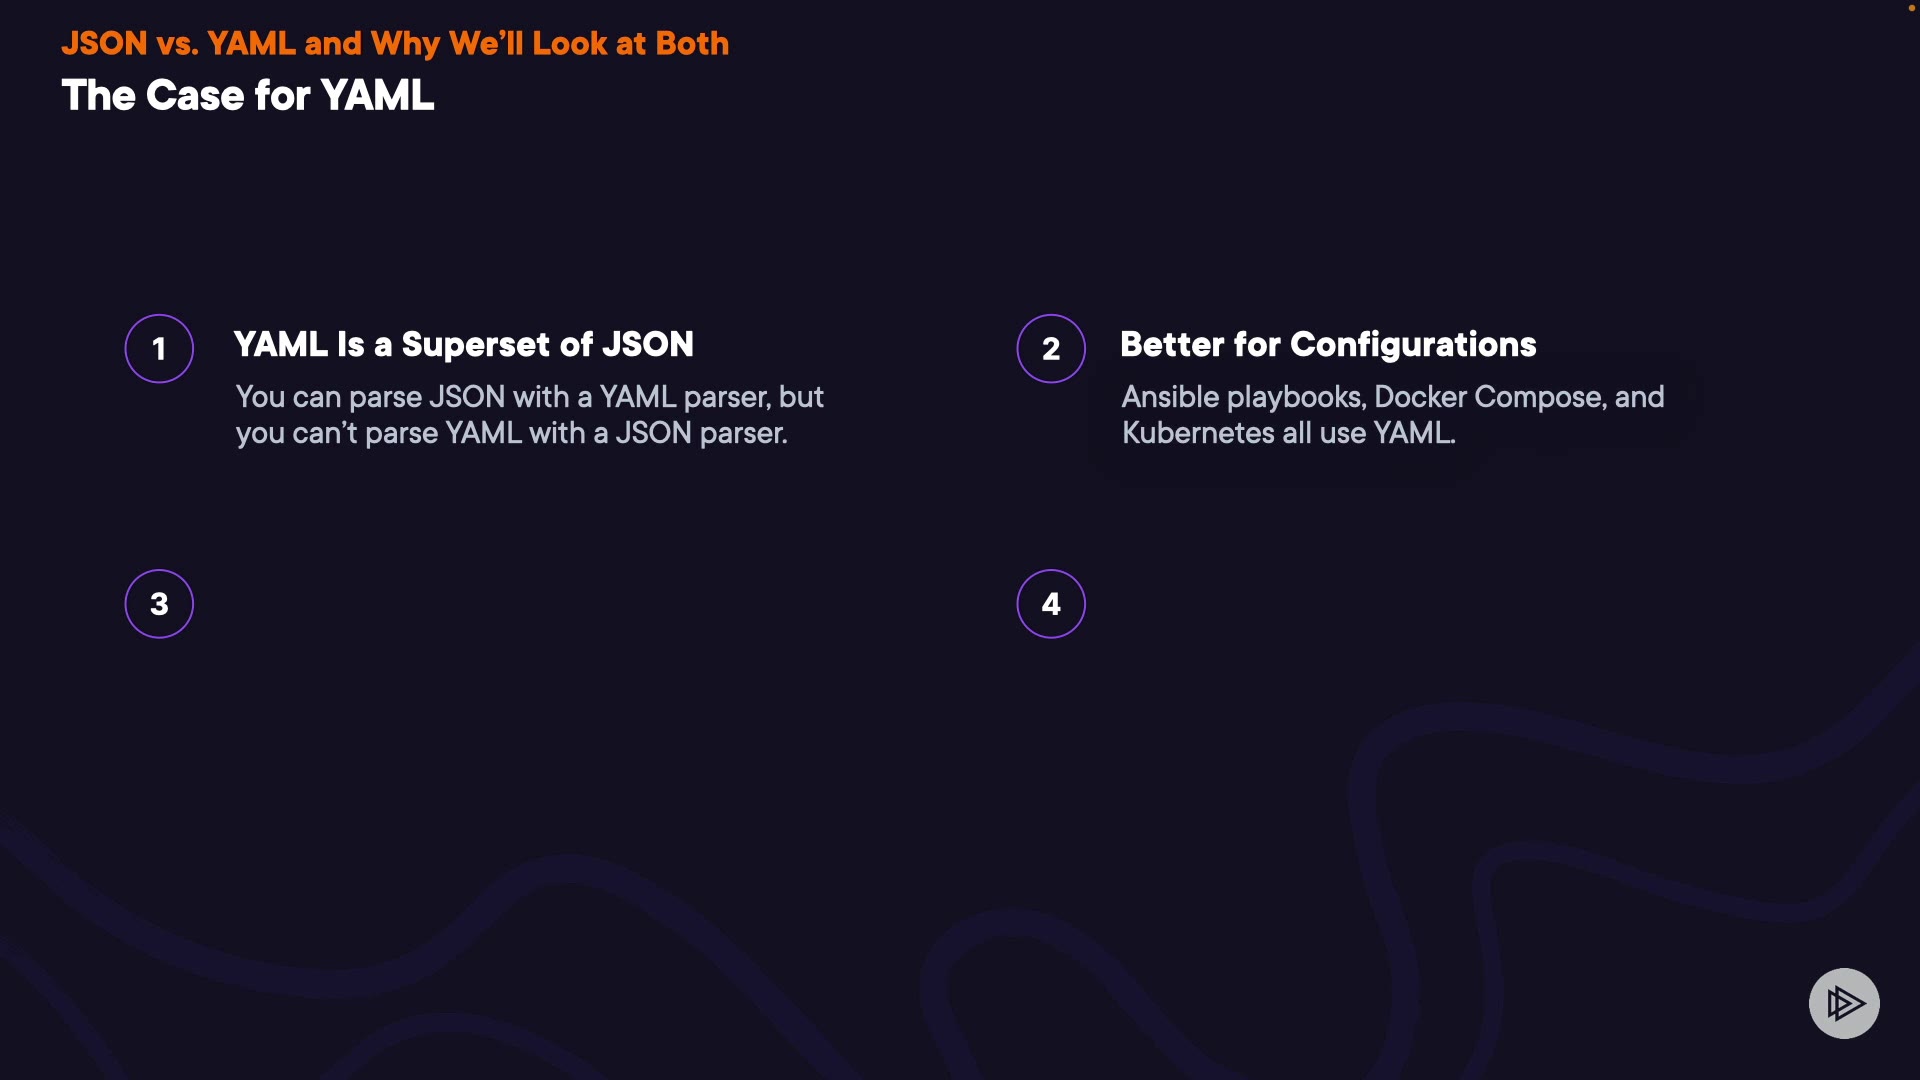 JSON vs. YAML and Why We’ll Look at Both
The Case for YAML
1
YAML Is a Superset of JSON
You can parse JSON with a YAML parser, but
you can’t parse YAML with a JSON parser.
2
Better for Configurations
Ansible playbooks, Docker Compose, and
Kubernetes all use YAML.
3
4